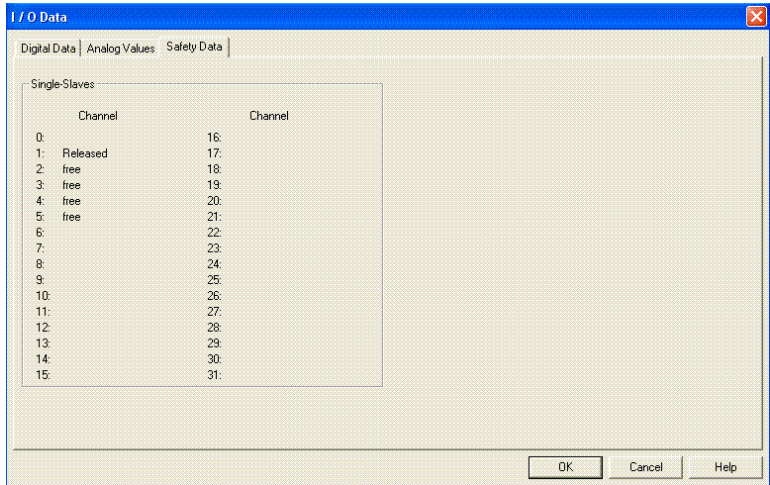 I / O Data
Digital Data Analog Values Safety Data
Single-Slaves
Channel Channel
0: 16:
1: Released 17:
2: free 18:
3: free 19:
4: free 20:
5: free 21:
6: 22:
7: 23:
8: 24:
9: 25:
10: 26:
11: 27:
12: 28:
13: 29:
14: 30:
15: 31:
OK Cancel Help